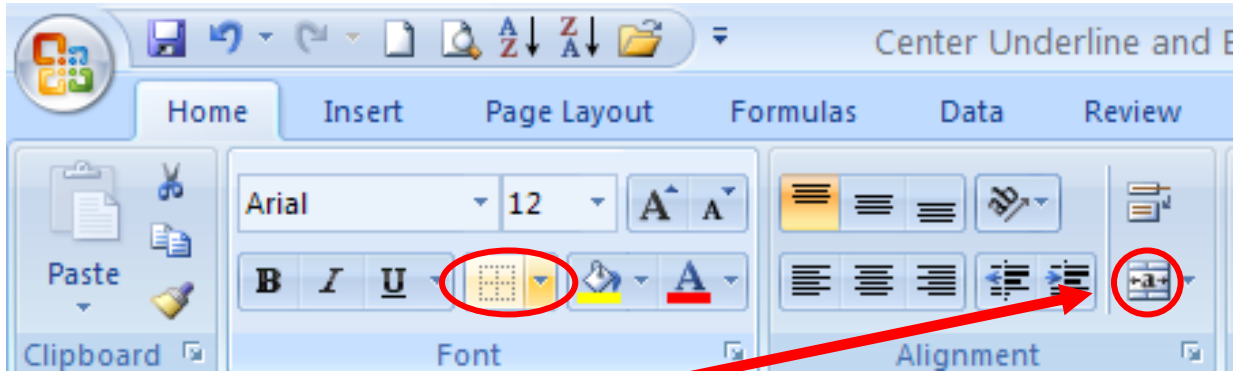 Center Underline and
Home Insert Page Layout Formulas Data Review
Arial 12 A A
B I U A
Paste
Clipboard Font Alignment